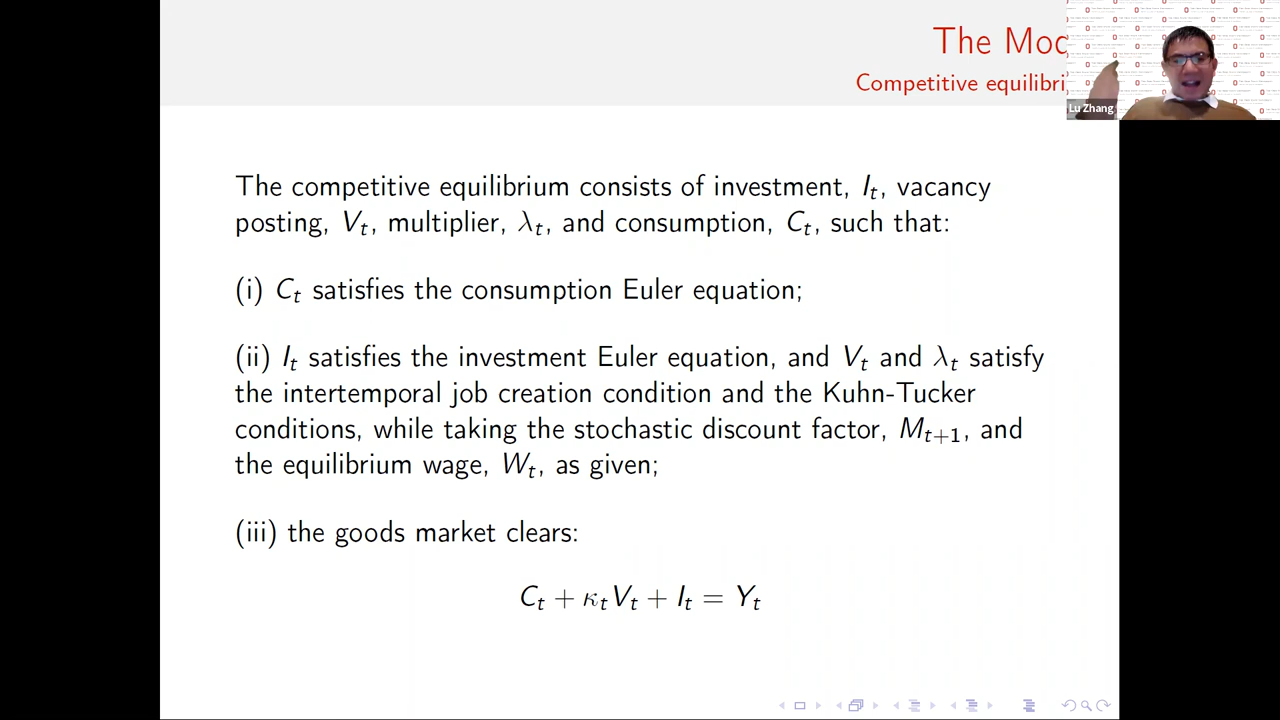 The Mod
Competitive equilibri
Lu Zhang
The competitive equilibrium consists of investment, I_t, vacancy
posting, V_t, multiplier, λ_t, and consumption, C_t, such that:
(i) C_t satisfies the consumption Euler equation;
(ii) I_t satisfies the investment Euler equation, and V_t and λ_t satisfy
the intertemporal job creation condition and the Kuhn-Tucker
conditions, while taking the stochastic discount factor, M_{t+1}, and
the equilibrium wage, W_t, as given;
(iii) the goods market clears:
C_t + κ_t V_t + I_t = Y_t